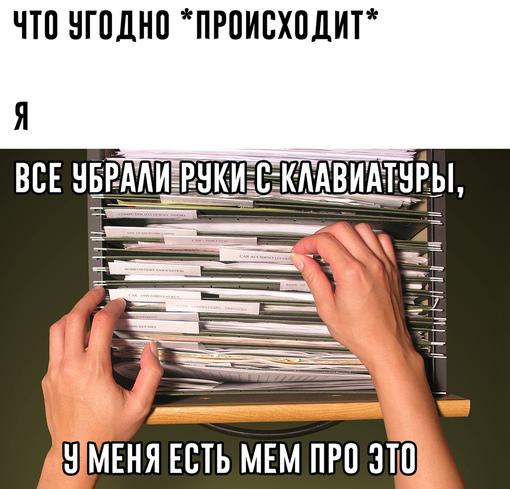 ЧТО УГОДНО *ПРОИСХОДИТ*
Я
ВСЕ УБРАЛИ РУКИ С КЛАВИАТУРЫ,
У МЕНЯ ЕСТЬ МЕМ ПРО ЭТО